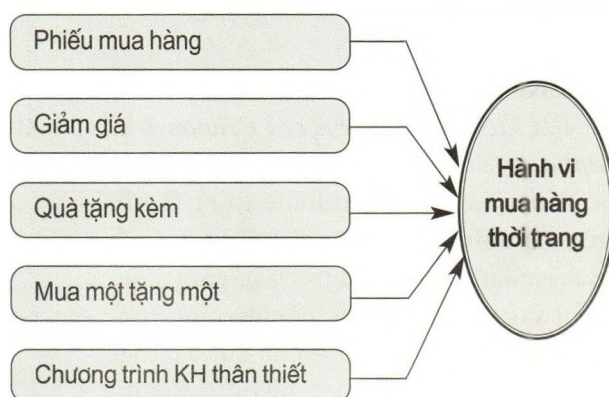 Phiếu mua hàng
Giảm giá
Quà tặng kèm
Mua một tặng một
Chương trình KH thân thiết
Hành vi
mua hàng
thời trang